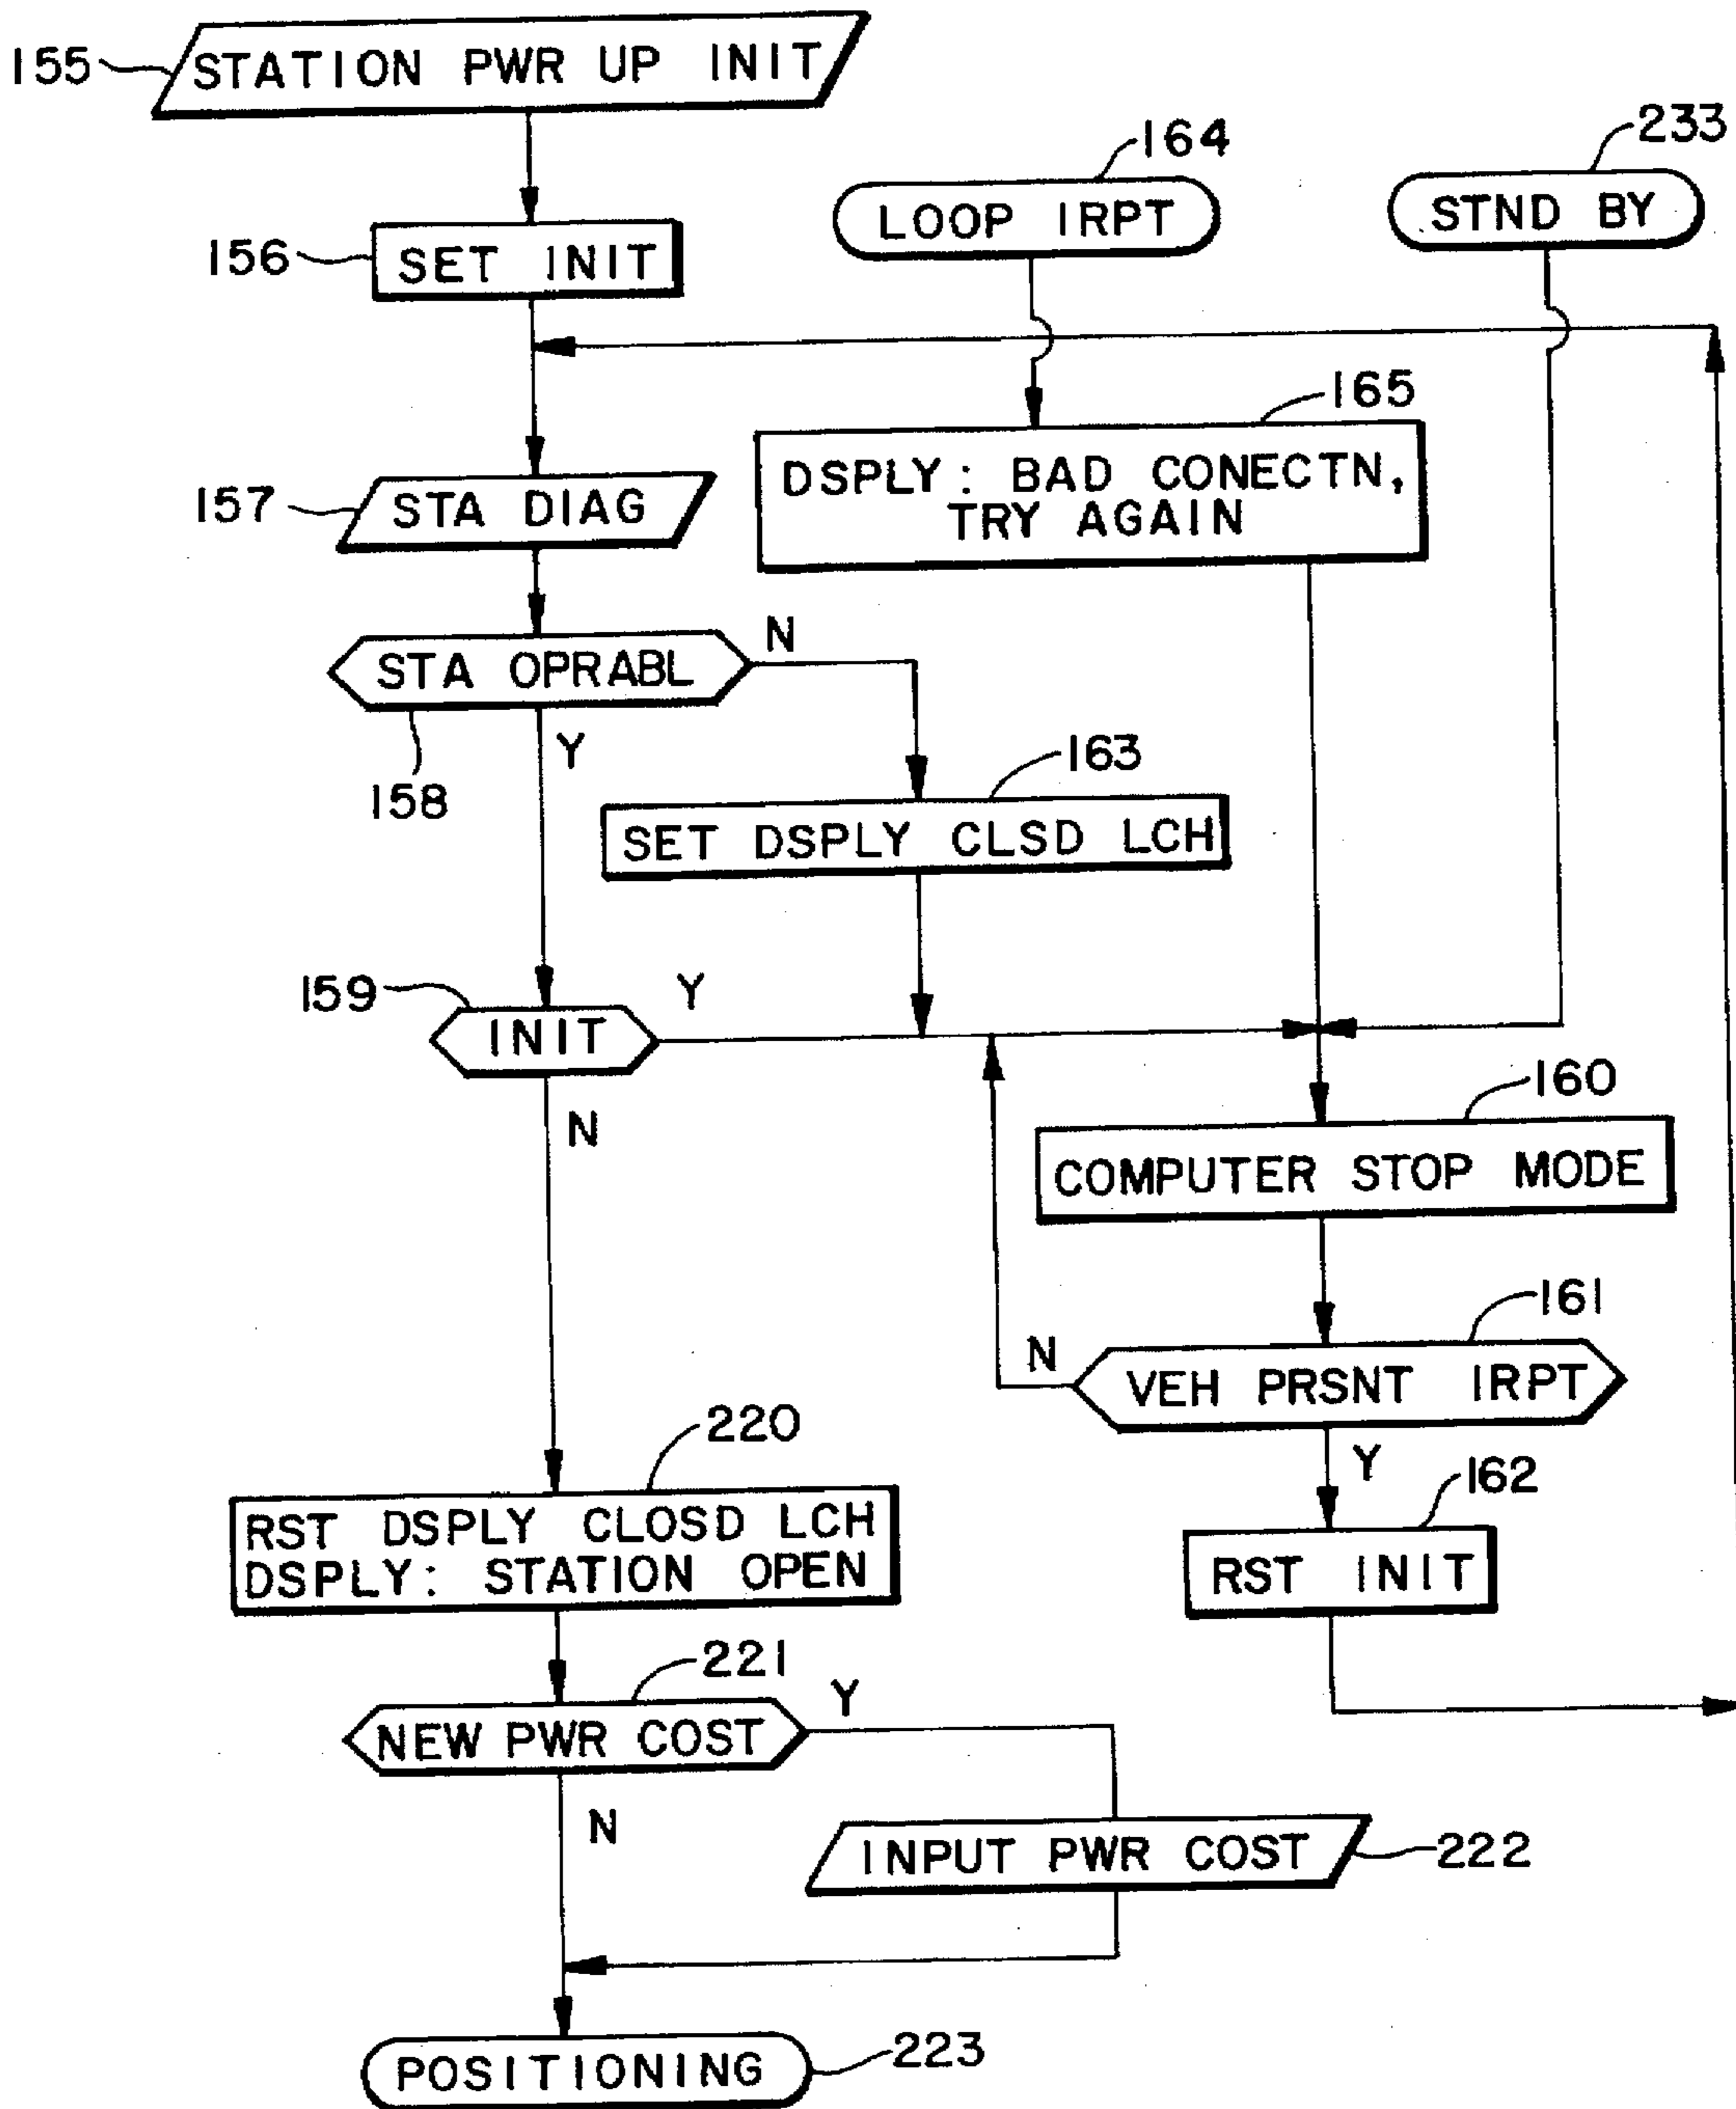 155
STATION PWR UP INIT
164
233
LOOP IRPT
STND BY
156
SET INIT
165
DSPLY: BAD CONECTN,
TRY AGAIN
157
STA DIAG
N
STA OPRABL
Y
158
163
SET DSPLY CLSD LCH
159
Y
INIT
N
160
COMPUTER STOP MODE
161
N
VEH PRSNT IRPT
Y
162
RST INIT
220
RST DSPLY CLOSD LCH
DSPLY: STATION OPEN
221
Y
NEW PWR COST
N
INPUT PWR COST
222
POSITIONING
223